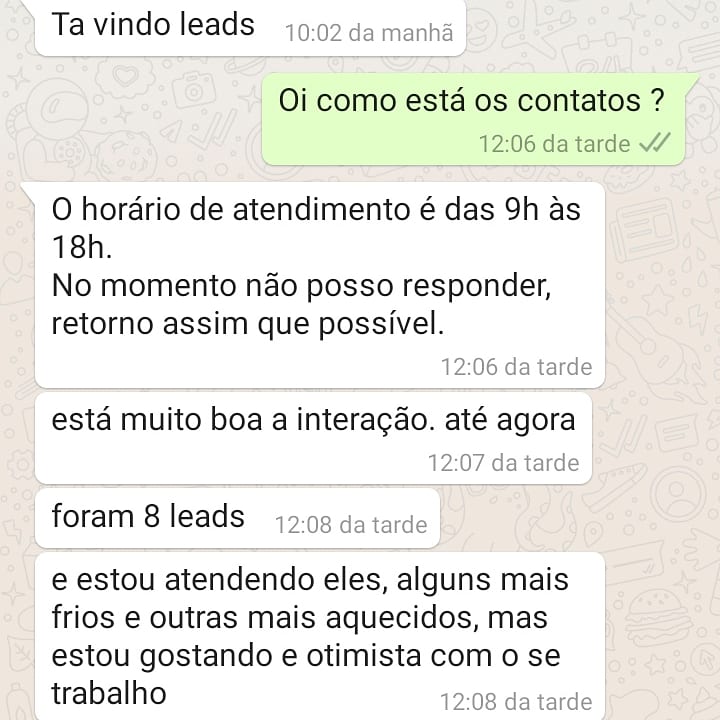 Ta vindo leads 10:02 da manhã
Oi como está os contatos ?
12:06 da tarde
O horário de atendimento é das 9h às
18h.
No momento não posso responder,
retorno assim que possível.
12:06 da tarde
está muito boa a interação. até agora
12:07 da tarde
foram 8 leads 12:08 da tarde
e estou atendendo eles, alguns mais
frios e outras mais aquecidos, mas
estou gostando e otimista com o se
trabalho 12:08 da tarde